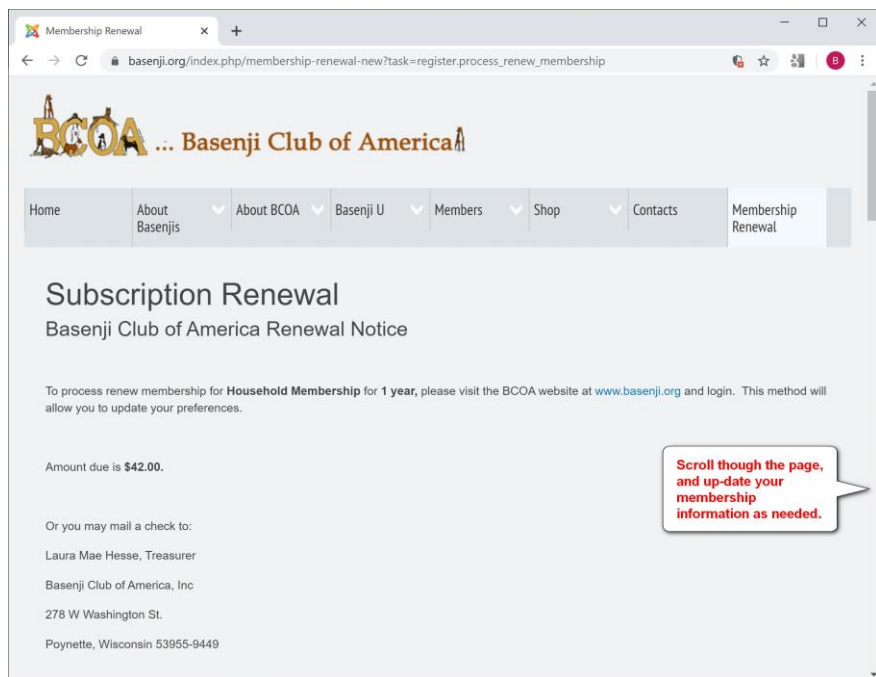 Membership Renewal
basenji.org/index.php/membership-renewal-new?task=register.process_renew_membership
B
BCOA ... Basenji Club of America
Home
About
Basenjis
About BCOA
Basenji U
Members
Shop
Contacts
Membership
Renewal
Subscription Renewal
Basenji Club of America Renewal Notice
To process renew membership for Household Membership for 1 year, please visit the BCOA website at www.basenji.org and login. This method will
allow you to update your preferences.
Amount due is $42.00.
Scroll though the page,
and up-date your
membership
information as needed.
Or you may mail a check to:
Laura Mae Hesse, Treasurer
Basenji Club of America, Inc
278 W Washington St.
Poynette, Wisconsin 53955-9449